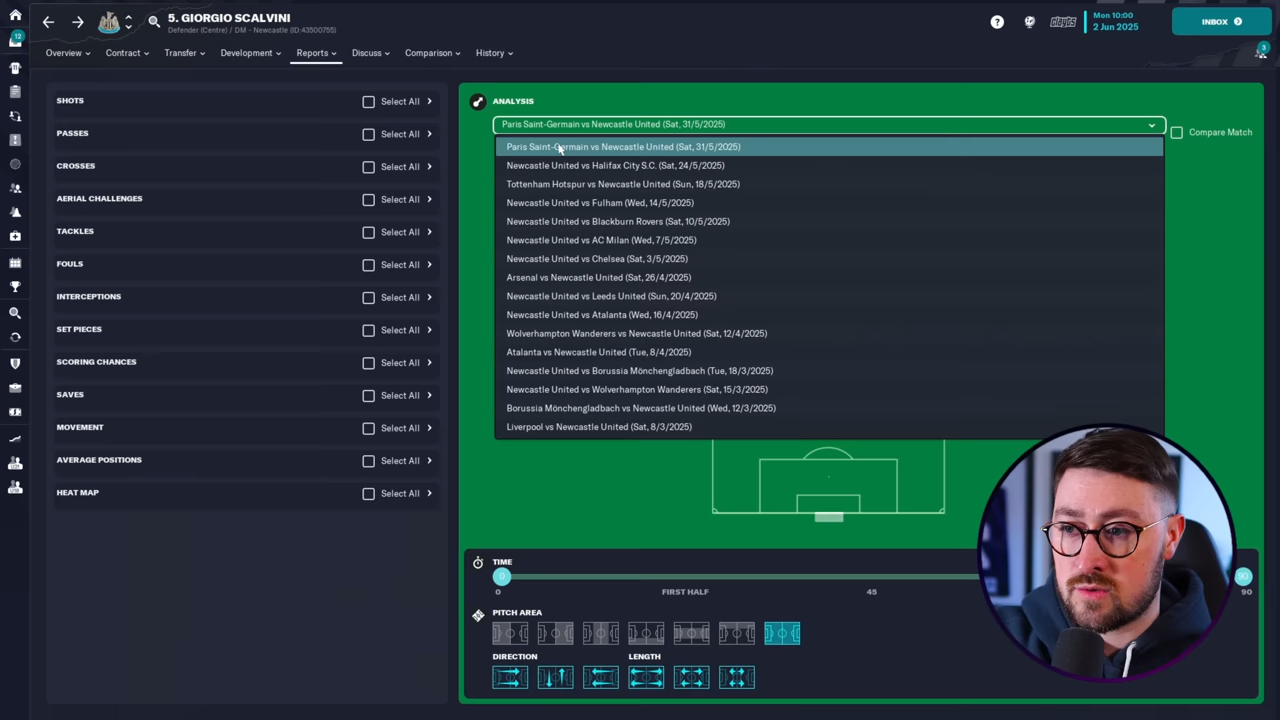 5. GIORGIO SCALVINI
Defender (Centre) / DM - Newcastle (ID:43500755)
Mon 10:00
2 Jun 2025
INBOX
12
3
Overview
Contract
Transfer
Development
Reports
Discuss
Comparison
History
SHOTS
Select All
PASSES
Select All
CROSSES
Select All
AERIAL CHALLENGES
Select All
TACKLES
Select All
FOULS
Select All
INTERCEPTIONS
Select All
SET PIECES
Select All
SCORING CHANCES
Select All
SAVES
Select All
MOVEMENT
Select All
AVERAGE POSITIONS
Select All
HEAT MAP
Select All
ANALYSIS
Paris Saint-Germain vs Newcastle United (Sat, 31/5/2025)
Compare Match
Paris Saint-Germain vs Newcastle United (Sat, 31/5/2025)
Newcastle United vs Halifax City S.C. (Sat, 24/5/2025)
Tottenham Hotspur vs Newcastle United (Sun, 18/5/2025)
Newcastle United vs Fulham (Wed, 14/5/2025)
Newcastle United vs Blackburn Rovers (Sat, 10/5/2025)
Newcastle United vs AC Milan (Wed, 7/5/2025)
Newcastle United vs Chelsea (Sat, 3/5/2025)
Arsenal vs Newcastle United (Sat, 26/4/2025)
Newcastle United vs Leeds United (Sun, 20/4/2025)
Newcastle United vs Atalanta (Wed, 16/4/2025)
Wolverhampton Wanderers vs Newcastle United (Sat, 12/4/2025)
Atalanta vs Newcastle United (Tue, 8/4/2025)
Newcastle United vs Borussia Mönchengladbach (Tue, 18/3/2025)
Newcastle United vs Wolverhampton Wanderers (Sat, 15/3/2025)
Borussia Mönchengladbach vs Newcastle United (Wed, 12/3/2025)
Liverpool vs Newcastle United (Sat, 8/3/2025)
TIME
0
90
0
FIRST HALF
45
90
PITCH AREA
DIRECTION
LENGTH